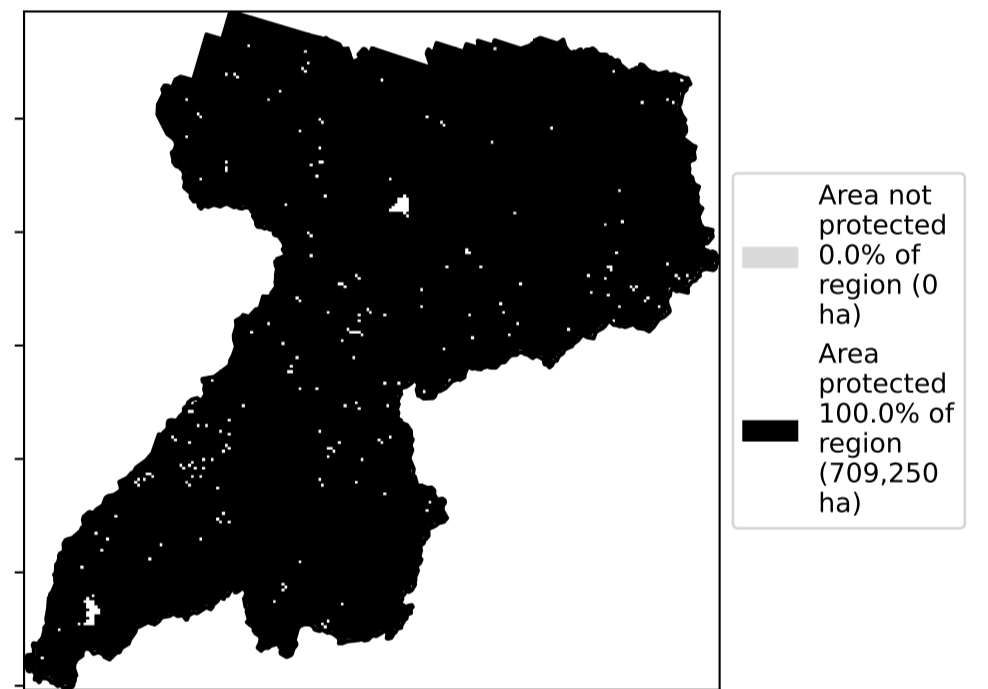 Area not
protected
0.0% of
region (0
ha)
Area
protected
100.0% of
region
(709,250
ha)